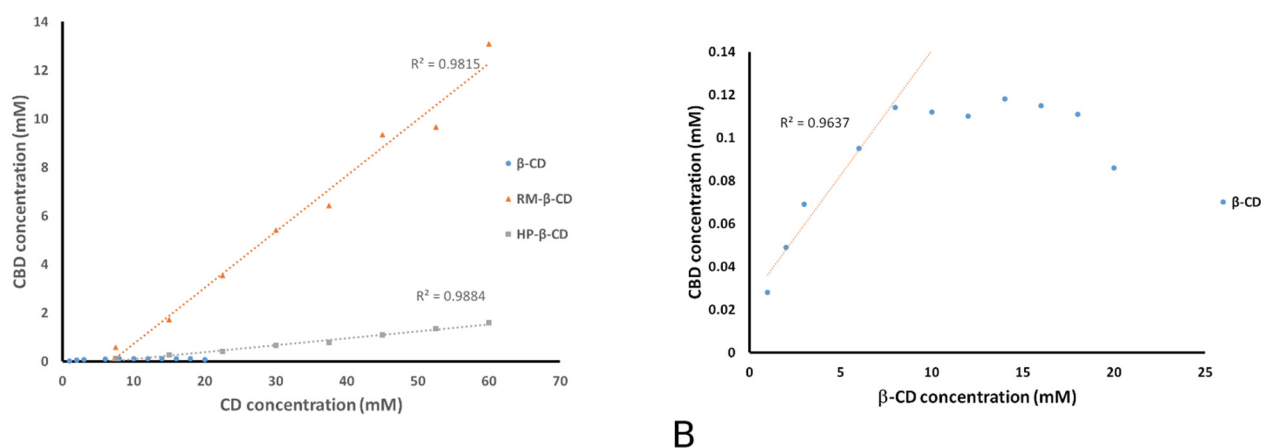 14
12
10
8
6
4
2
0
CBD concentration (mM)
R² = 0.9815
R² = 0.9884
0 10 20 30 40 50 60 70
CD concentration (mM)
β-CD
RM-β-CD
HP-β-CD
0.14
0.12
0.1
0.08
0.06
0.04
0.02
0
CBD concentration (mM)
R² = 0.9637
0 5 10 15 20 25
β-CD concentration (mM)
β-CD
B